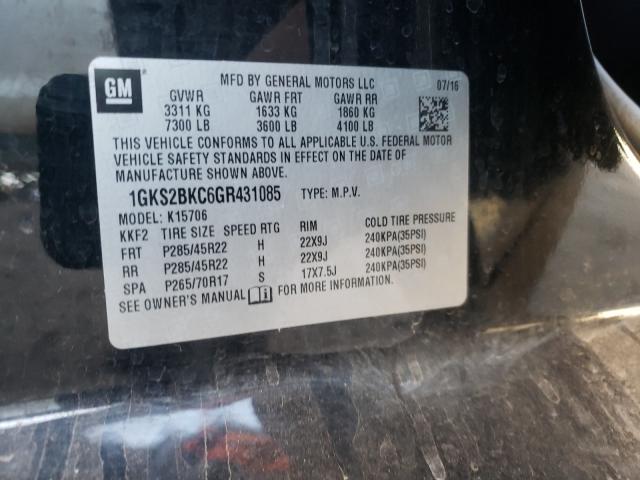 GM
MFD BY GENERAL MOTORS LLC 07/16
GVWR GAWR FRT GAWR RR
3311 KG 1633 KG 1860 KG
7300 LB 3600 LB 4100 LB
THIS VEHICLE CONFORMS TO ALL APPLICABLE U.S. FEDERAL MOTOR
VEHICLE SAFETY STANDARDS IN EFFECT ON THE DATE OF
MANUFACTURE SHOWN ABOVE.
1GKS2BKC6GR431085 TYPE: M.P.V.
MODEL: K15706
KKF2 TIRE SIZE SPEED RTG RIM COLD TIRE PRESSURE
FRT P285/45R22 H 22X9J 240KPA(35PSI)
RR P285/45R22 H 22X9J 240KPA(35PSI)
SPA P265/70R17 S 17X7.5J 240KPA(35PSI)
SEE OWNER'S MANUAL FOR MORE INFORMATION.